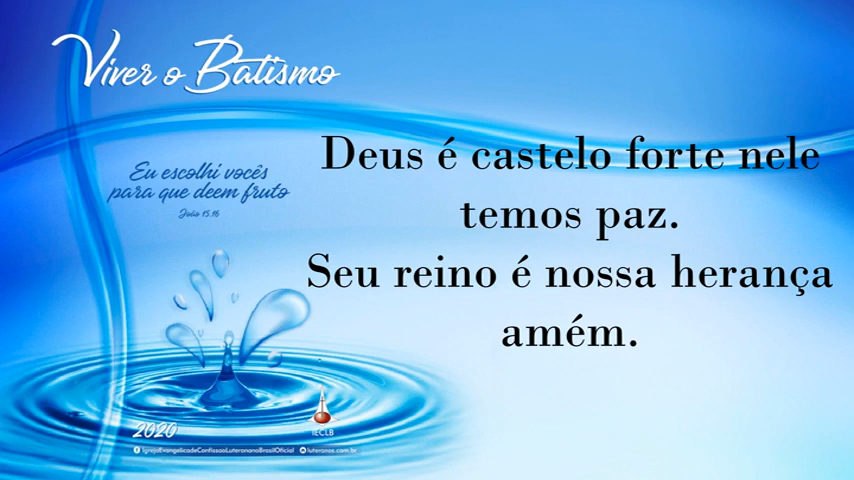 Viver o Batismo
Eu escolhi vocês
para que deem fruto
João 15.16
Deus é castelo forte nele
temos paz.
Seu reino é nossa herança
amém.
2020
IECLB
IgrejaEvangelicadeConfissaoLuterananoBrasilOficial luteranos.com.br